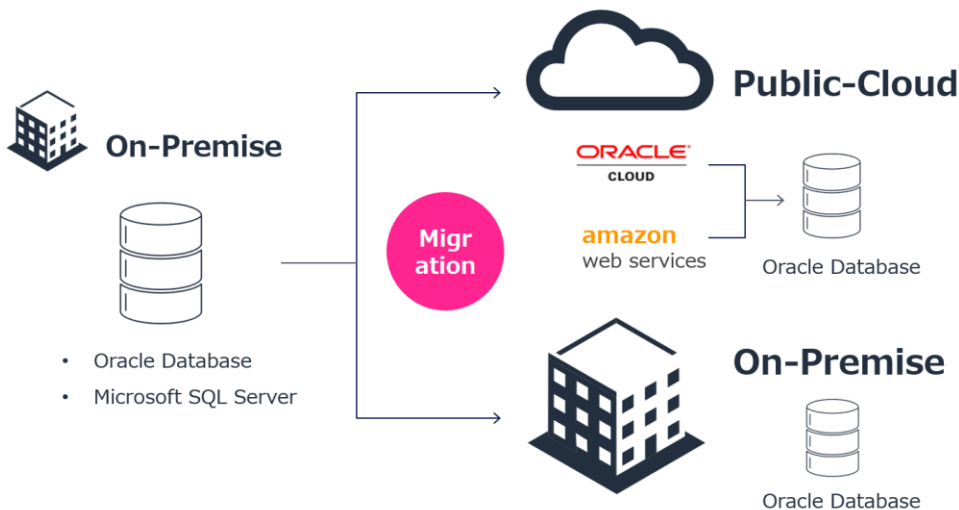 On-Premise
• Oracle Database
• Microsoft SQL Server
Migr
ation
Public-Cloud
ORACLE®
CLOUD
amazon
web services
Oracle Database
On-Premise
Oracle Database